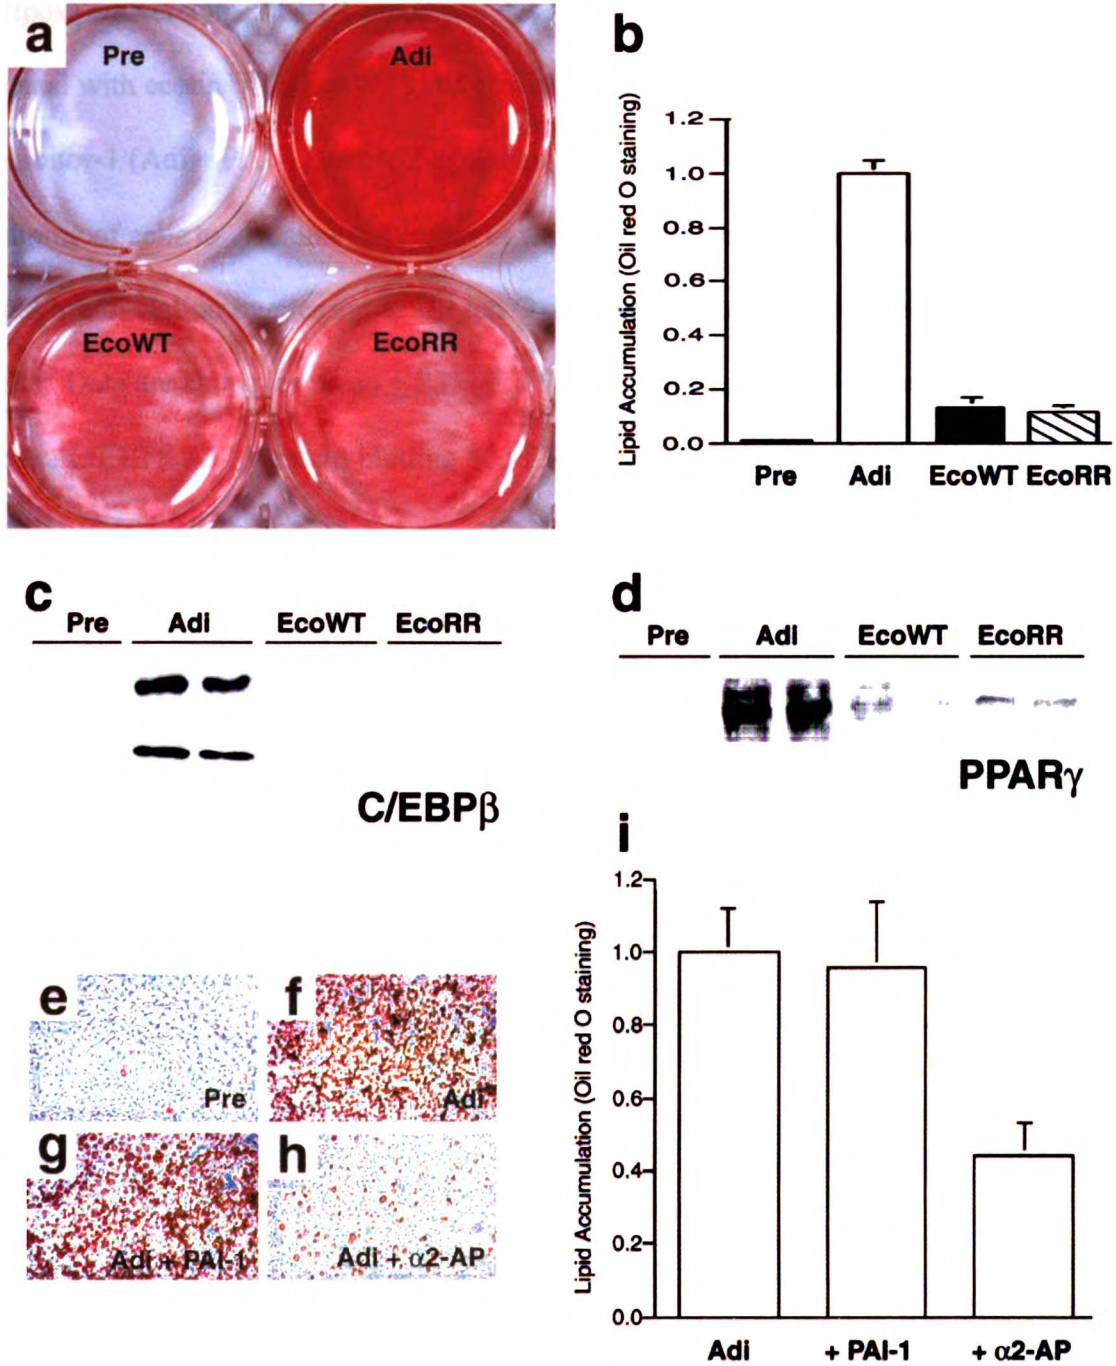 a
Pre
Adi
EcoWT
EcoRR
b
Lipid Accumulation (Oil red O staining)
1.2
1.0
0.8
0.6
0.4
0.2
0.0
Pre
Adi
EcoWT
EcoRR
c
Pre
Adi
EcoWT
EcoRR
C/EBPβ
d
Pre
Adi
EcoWT
EcoRR
PPARγ
e
Pre
f
Adi
g
Adi + PAI-1
h
Adi + α2-AP
i
Lipid Accumulation (Oil red O staining)
1.2
1.0
0.8
0.6
0.4
0.2
0.0
Adi
+ PAI-1
+ α2-AP